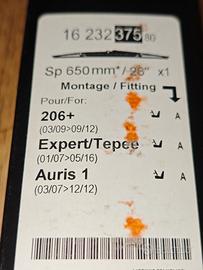 16 232 375 80
Sp 650mm*/26" x1
Montage / Fitting
Pour/For:
206+ A
(03/09>09/12)
Expert/Tepee A
(01/07>05/16)
Auris 1 A
(03/07>12/12)